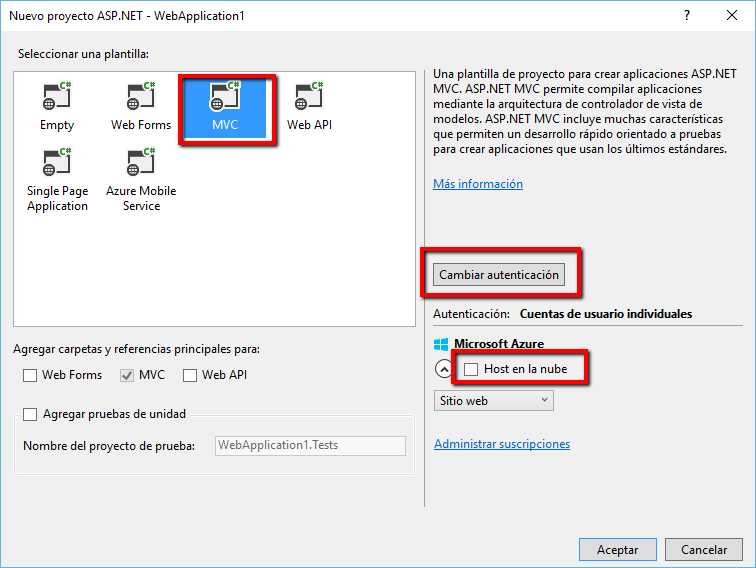 Nuevo proyecto ASP.NET - WebApplication1
Seleccionar una plantilla:
C#
C#
C#
C#
Empty
Web Forms
MVC
Web API
C#
C#
Single Page
Application
Azure Mobile
Service
Agregar carpetas y referencias principales para:
Web Forms
MVC
Web API
Agregar pruebas de unidad
Nombre del proyecto de prueba:
WebApplication1.Tests
Una plantilla de proyecto para crear aplicaciones ASP.NET
MVC. ASP.NET MVC permite compilar aplicaciones
mediante la arquitectura de controlador de vista de
modelos. ASP.NET MVC incluye muchas características
que permiten un desarrollo rápido orientado a pruebas
para crear aplicaciones que usan los últimos estándares.
Más información
Cambiar autenticación
Autenticación: Cuentas de usuario individuales
Microsoft Azure
Host en la nube
Sitio web
Administrar suscripciones
Aceptar
Cancelar